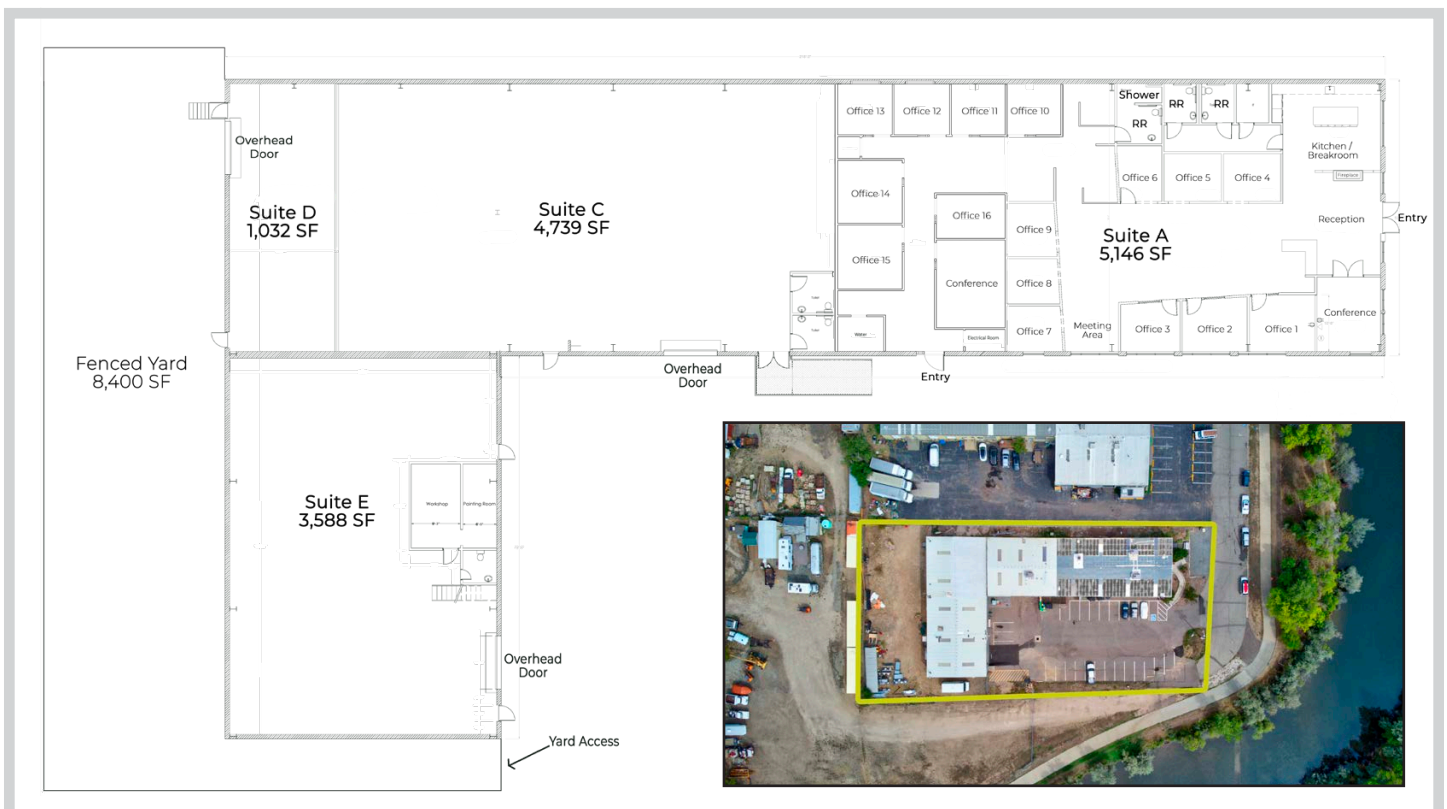 Office 13
Office 12
Office 11
Office 10
Shower
RR
RR
RR
Kitchen /
Breakroom
Fireplace
Overhead
Door
Office 14
Office 6
Office 5
Office 4
Suite D
1,032 SF
Suite C
4,739 SF
Office 16
Office 9
Reception
Entry
Suite A
5,146 SF
Office 15
Conference
Office 8
Toilet
Toilet
Water
Electrical Room
Office 7
Meeting
Area
Office 3
Office 2
Office 1
Conference
Fenced Yard
8,400 SF
Overhead
Door
Entry
Suite E
3,588 SF
Workshop
Painting Room
Overhead
Door
Yard Access